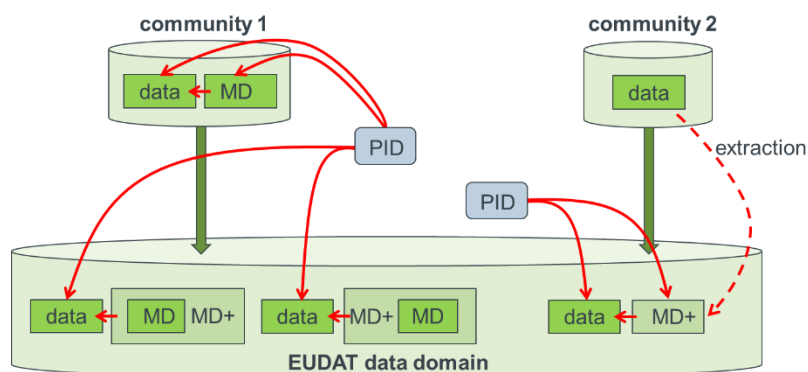 community 1
community 2
data
MD
data
PID
extraction
PID
data
MD MD+
data
MD+ MD
data
MD+
EUDAT data domain